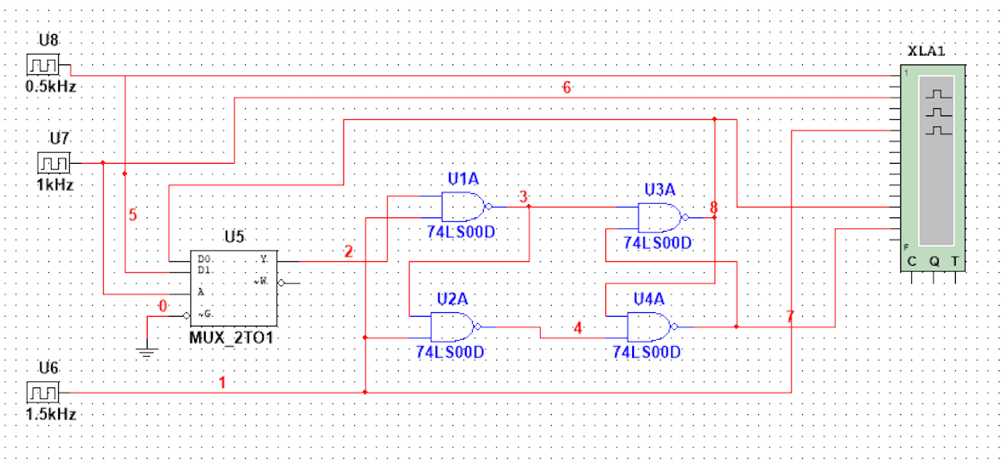 U8
0.5kHz
XLA1
1
6
U7
1kHz
U1A
3
74LS00D
U3A
8
74LS00D
5
U5
D0
D1
A
~G
Y
~W
2
0
MUX_2TO1
U2A
4
74LS00D
U4A
7
74LS00D
F
C Q T
U6
1
1.5kHz